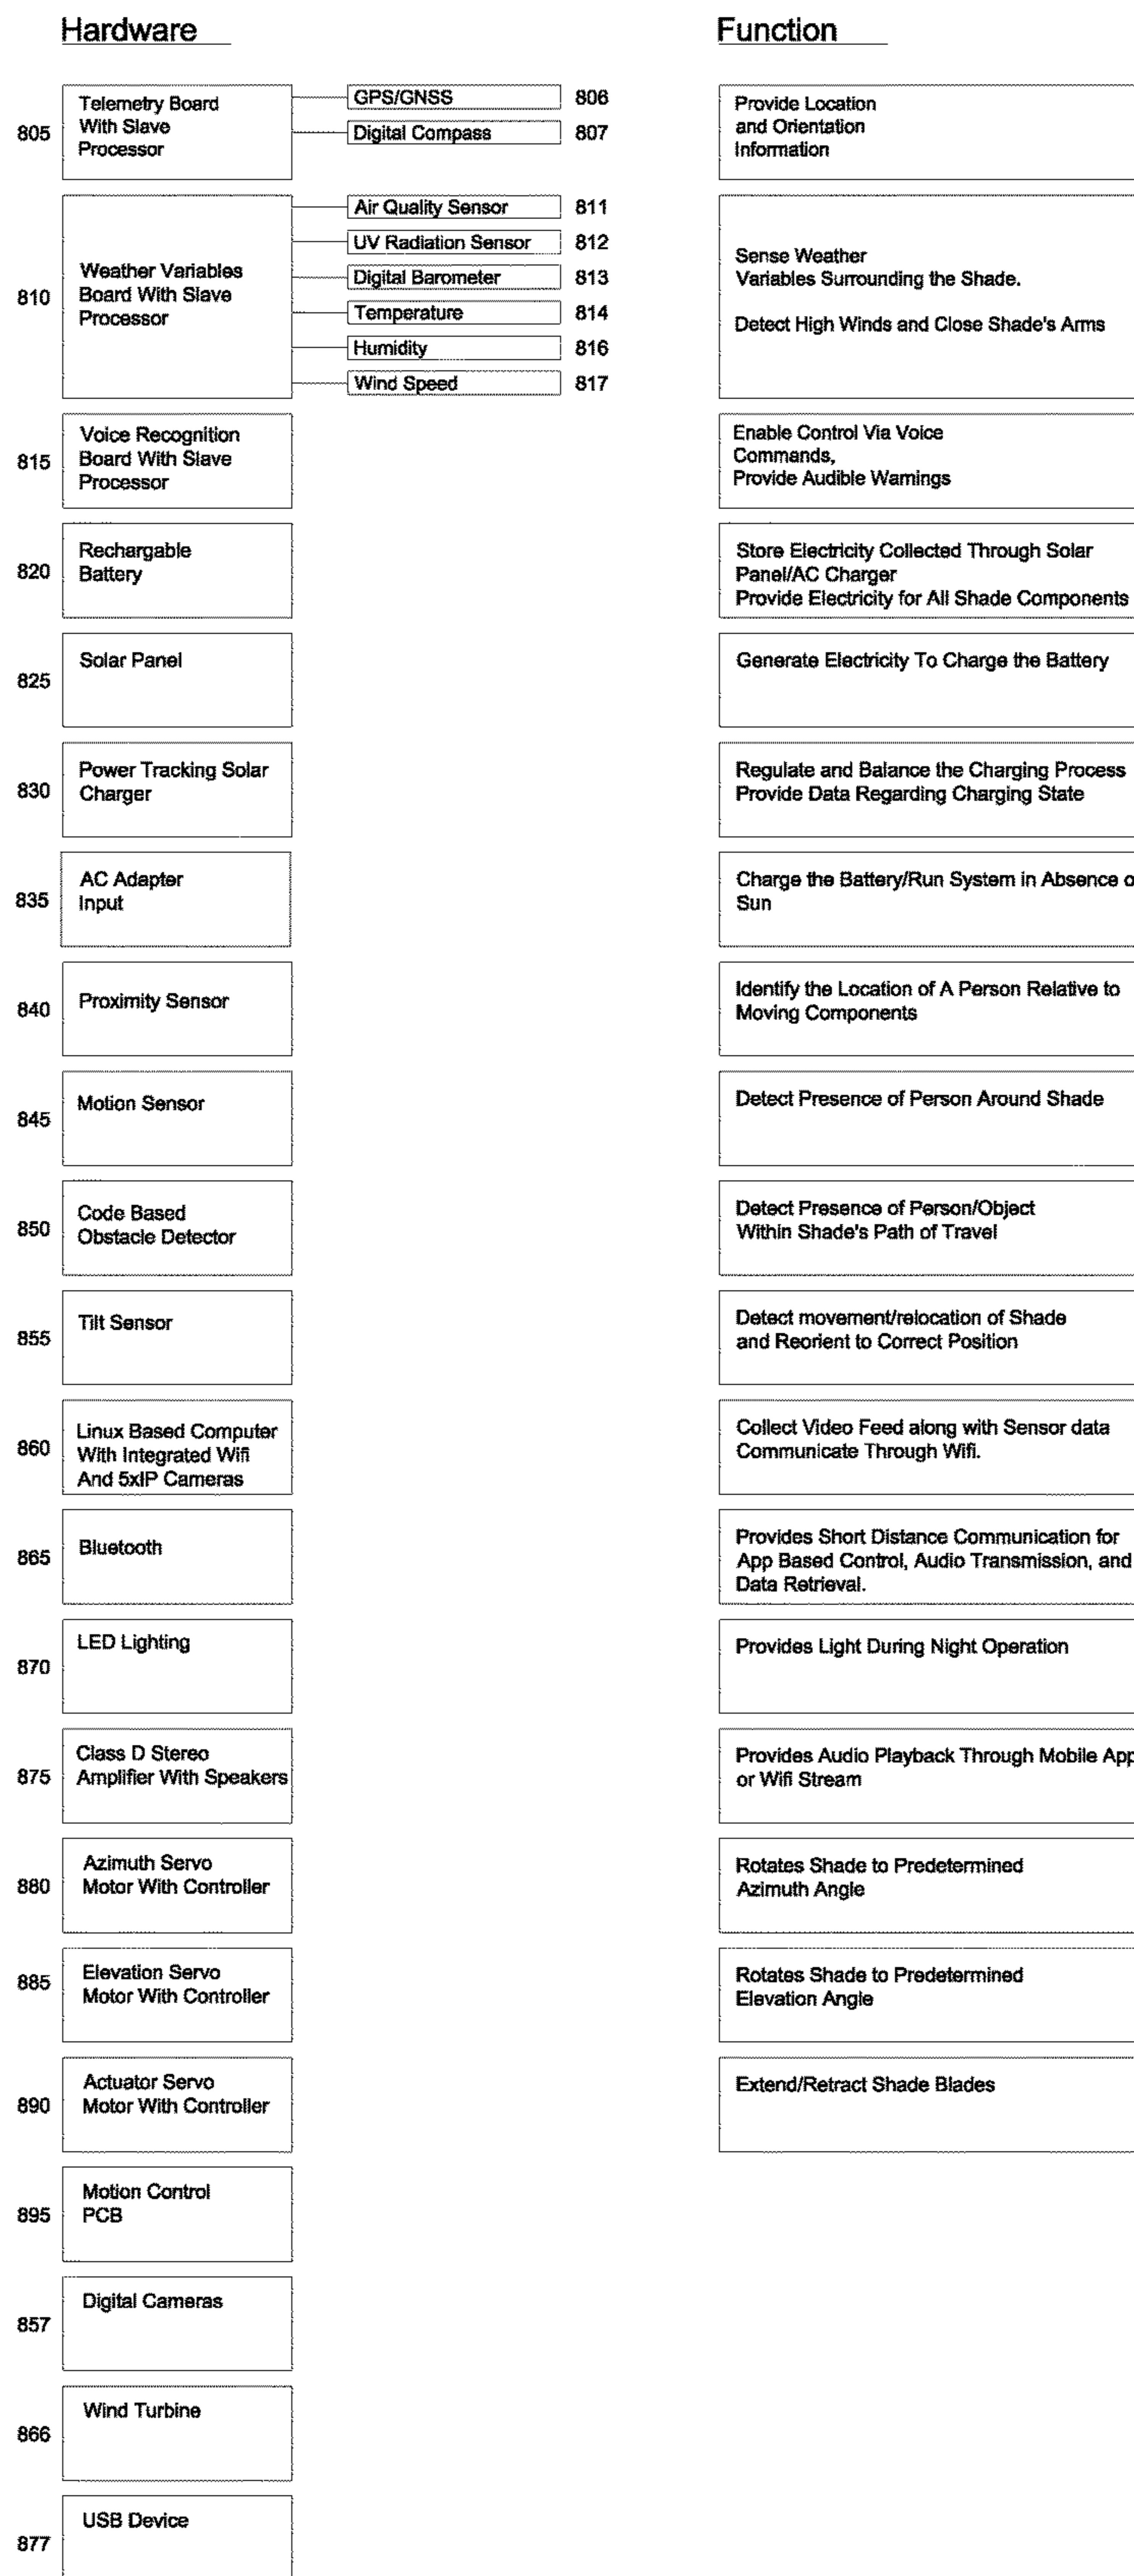 Hardware
Function
805
Telemetry Board
With Slave
Processor
GPS/GNSS
806
Digital Compass
807
Provide Location
and Orientation
Information
810
Weather Variables
Board With Slave
Processor
Air Quality Sensor
811
UV Radiation Sensor
812
Digital Barometer
813
Temperature
814
Humidity
816
Wind Speed
817
Sense Weather
Variables Surrounding the Shade.
Detect High Winds and Close Shade's Arms
815
Voice Recognition
Board With Slave
Processor
Enable Control Via Voice
Commands,
Provide Audible Warnings
820
Rechargable
Battery
Store Electricity Collected Through Solar
Panel/AC Charger
Provide Electricity for All Shade Components
825
Solar Panel
Generate Electricity To Charge the Battery
830
Power Tracking Solar
Charger
Regulate and Balance the Charging Process
Provide Data Regarding Charging State
835
AC Adapter
Input
Charge the Battery/Run System in Absence o
Sun
840
Proximity Sensor
Identify the Location of A Person Relative to
Moving Components
845
Motion Sensor
Detect Presence of Person Around Shade
850
Code Based
Obstacle Detector
Detect Presence of Person/Object
Within Shade's Path of Travel
855
Tilt Sensor
Detect movement/relocation of Shade
and Reorient to Correct Position
860
Linux Based Computer
With Integrated Wifi
And 5xIP Cameras
Collect Video Feed along with Sensor data
Communicate Through Wifi.
865
Bluetooth
Provides Short Distance Communication for
App Based Control, Audio Transmission, and
Data Retrieval.
870
LED Lighting
Provides Light During Night Operation
875
Class D Stereo
Amplifier With Speakers
Provides Audio Playback Through Mobile App
or Wifi Stream
880
Azimuth Servo
Motor With Controller
Rotates Shade to Predetermined
Azimuth Angle
885
Elevation Servo
Motor With Controller
Rotates Shade to Predetermined
Elevation Angle
890
Actuator Servo
Motor With Controller
Extend/Retract Shade Blades
895
Motion Control
PCB
857
Digital Cameras
866
Wind Turbine
877
USB Device